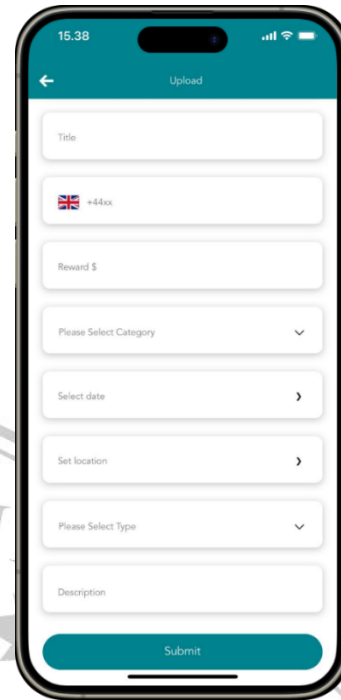 15.38
Upload
Title
+44xx
Reward $
Please Select Category
Select date
Set location
Please Select Type
Description
Submit